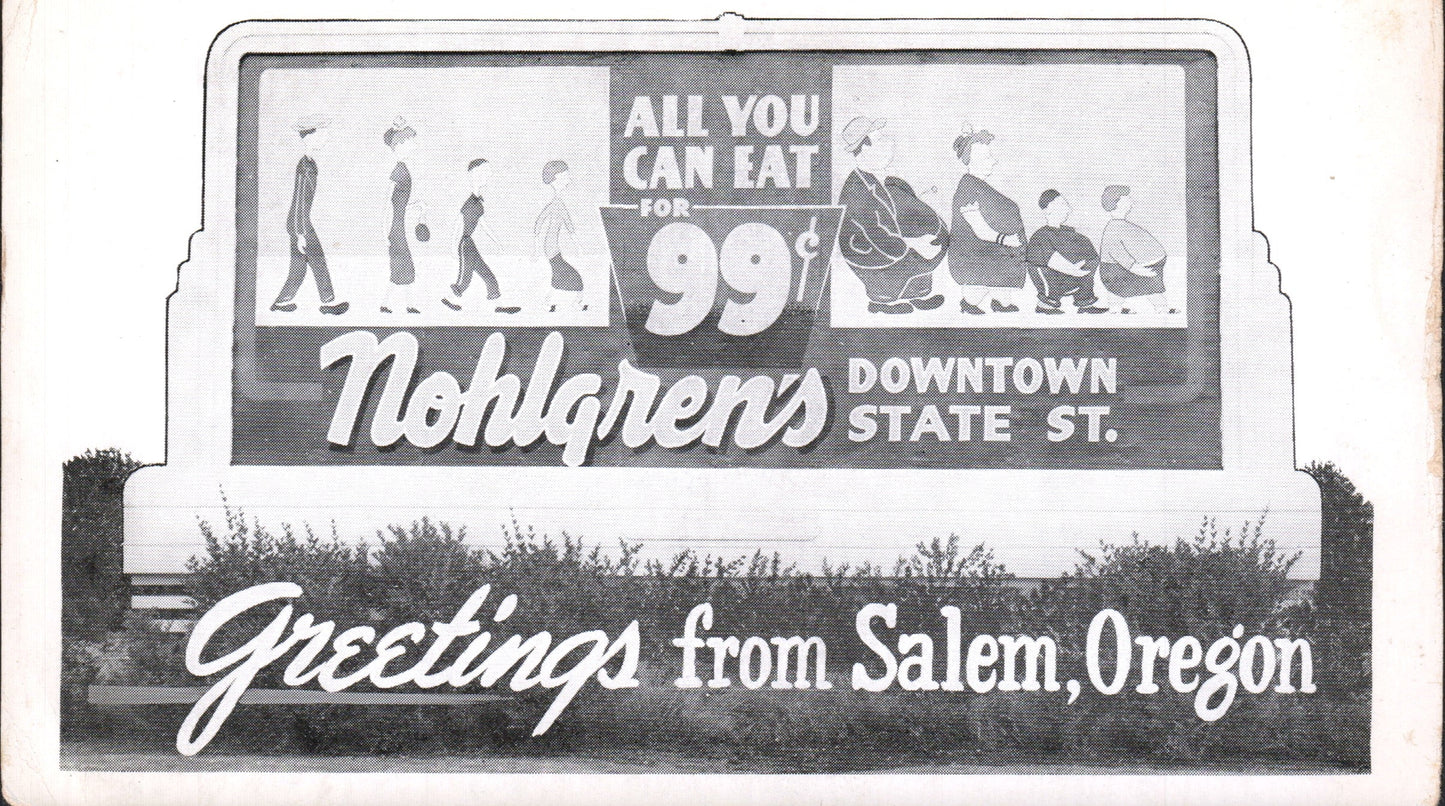 ALL YOU
CAN EAT
FOR
99¢
Nohlgren's
DOWNTOWN
STATE ST.
Greetings from Salem, Oregon